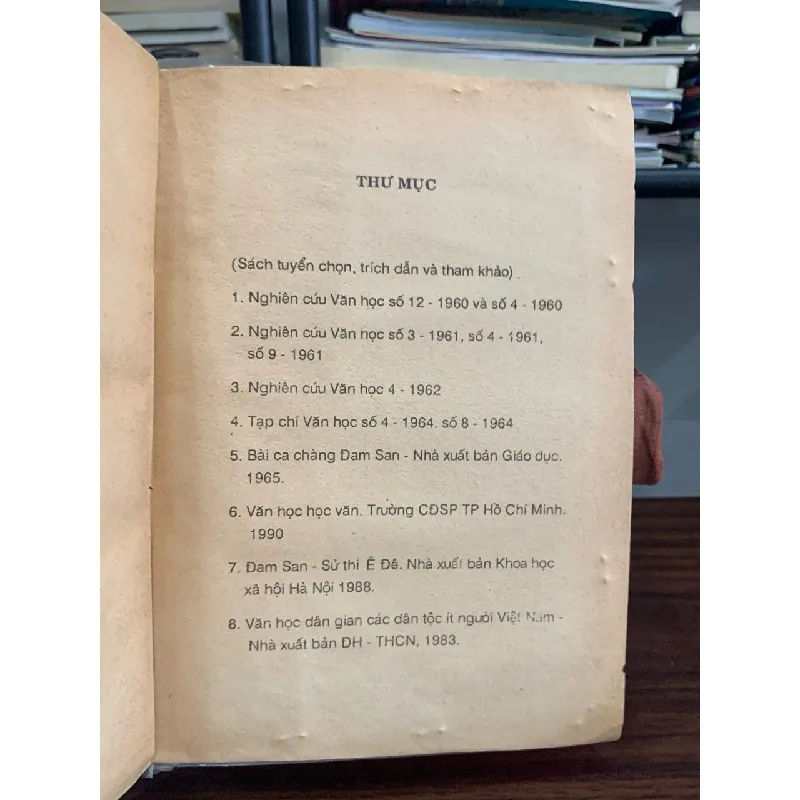 THƯ MỤC
(Sách tuyển chọn, trích dẫn và tham khảo).
1. Nghiên cứu Văn học số 12 - 1960 và số 4 - 1960
2. Nghiên cứu Văn học số 3 - 1961, số 4 - 1961,
số 9 - 1961
3. Nghiên cứu Văn học 4 - 1962
4. Tạp chí Văn học số 4 - 1964. số 8 - 1964
5. Bài ca chàng Đam San - Nhà xuất bản Giáo dục.
1965.
6. Văn học học văn. Trường CĐSP TP Hồ Chí Minh.
1990
7. Đam San - Sử thi Ê Đê. Nhà xuất bản Khoa học
xã hội Hà Nội 1988.
8. Văn học dân gian các dân tộc ít người Việt Nam -
Nhà xuất bản ĐH - THCN, 1983.